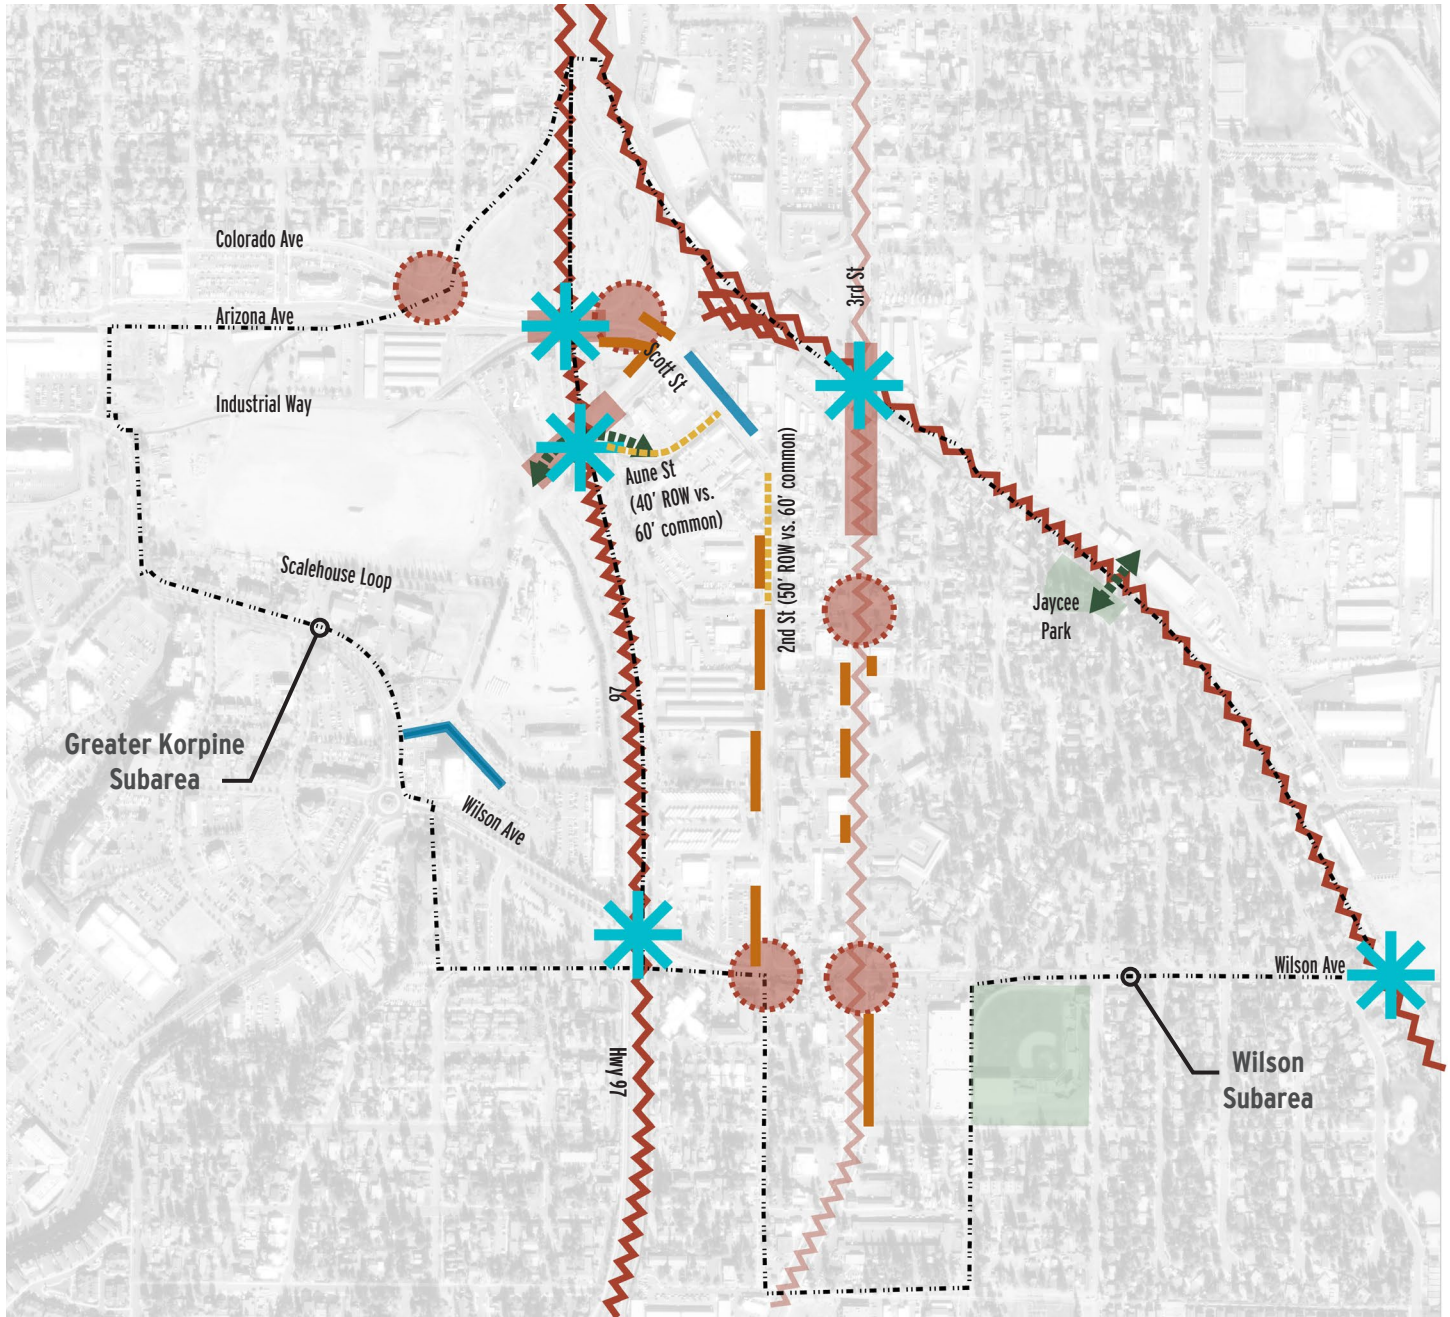 Colorado Ave
3rd St
Arizona Ave
Scott St
Industrial Way
Aune St
(40' ROW vs.
60' common)
2nd St (50' ROW vs. 60' common)
Scalehouse Loop
Jaycee
Park
97
Greater Korpine
Subarea
Wilson Ave
Wilson Ave
Hwy 97
Wilson
Subarea